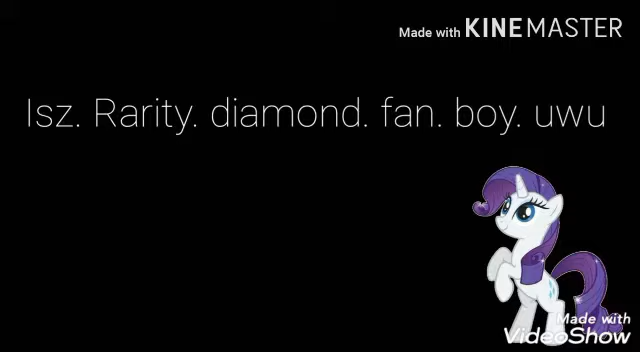 Made with KINEMASTER
Isz. Rarity. diamond. fan. boy. uwu
Made with
VideoShow